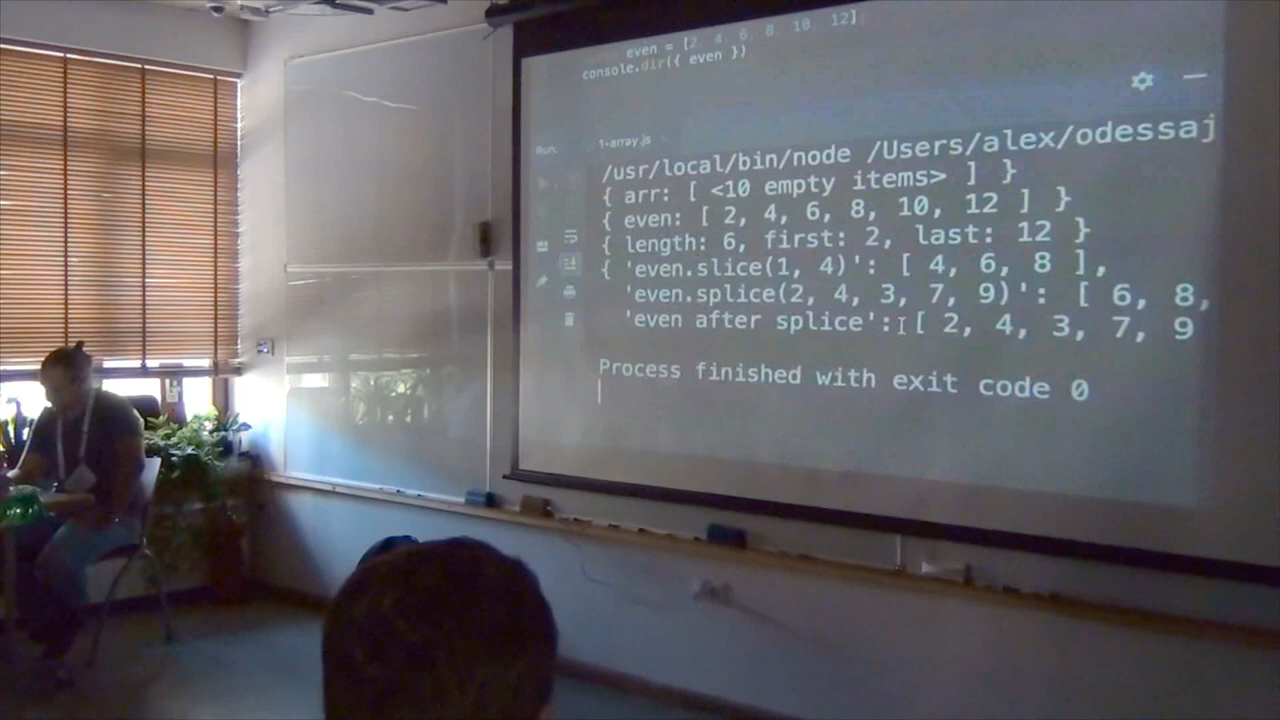 even = [2, 4, 6, 8, 10, 12]
console.dir({ even })
Run:
1-array.js
/usr/local/bin/node /Users/alex/odessaj
{ arr: [ <10 empty items> ] }
{ even: [ 2, 4, 6, 8, 10, 12 ] }
{ length: 6, first: 2, last: 12 }
{ 'even.slice(1, 4)': [ 4, 6, 8 ],
'even.splice(2, 4, 3, 7, 9)': [ 6, 8,
'even after splice': [ 2, 4, 3, 7, 9
Process finished with exit code 0